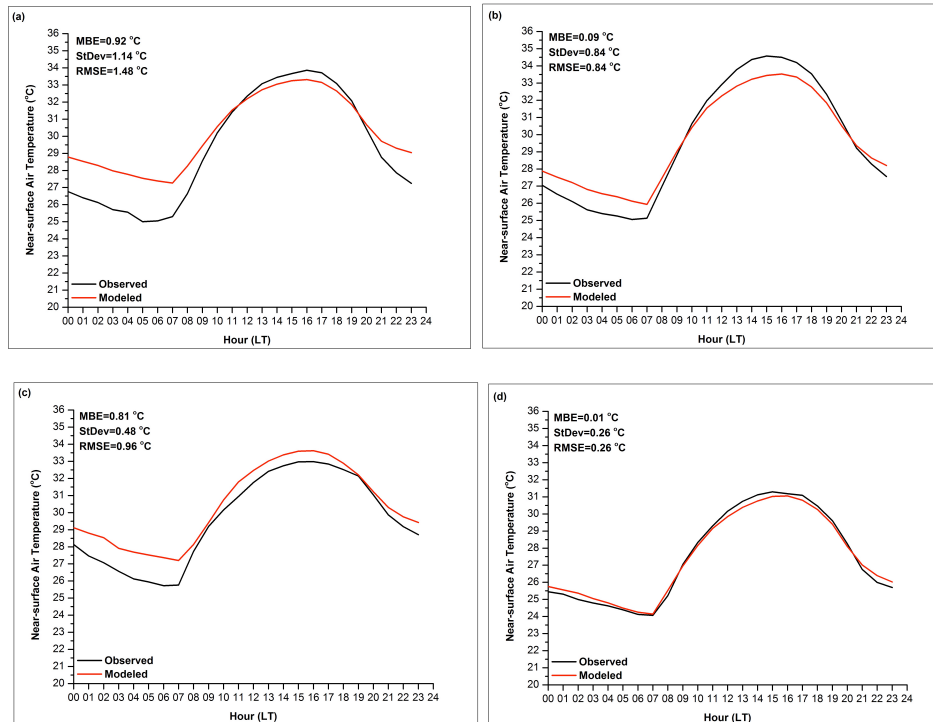 (a)
MBE=0.92 °C
StDev=1.14 °C
RMSE=1.48 °C
Near-surface Air Temperature (°C)
36
35
34
33
32
31
30
29
28
27
26
25
24
23
22
21
20
Observed
Modeled
00 01 02 03 04 05 06 07 08 09 10 11 12 13 14 15 16 17 18 19 20 21 22 23 24
Hour (LT)
(b)
MBE=0.09 °C
StDev=0.84 °C
RMSE=0.84 °C
Near-surface Air Temperature (°C)
36
35
34
33
32
31
30
29
28
27
26
25
24
23
22
21
20
Observed
Modeled
00 01 02 03 04 05 06 07 08 09 10 11 12 13 14 15 16 17 18 19 20 21 22 23 24
Hour (LT)
(c)
MBE=0.81 °C
StDev=0.48 °C
RMSE=0.96 °C
Near-surface Air Temperature (°C)
36
35
34
33
32
31
30
29
28
27
26
25
24
23
22
21
20
Observed
Modeled
00 01 02 03 04 05 06 07 08 09 10 11 12 13 14 15 16 17 18 19 20 21 22 23 24
Hour (LT)
(d)
MBE=0.01 °C
StDev=0.26 °C
RMSE=0.26 °C
Near-surface Air Temperature (°C)
36
35
34
33
32
31
30
29
28
27
26
25
24
23
22
21
20
Observed
Modeled
00 01 02 03 04 05 06 07 08 09 10 11 12 13 14 15 16 17 18 19 20 21 22 23 24
Hour (LT)